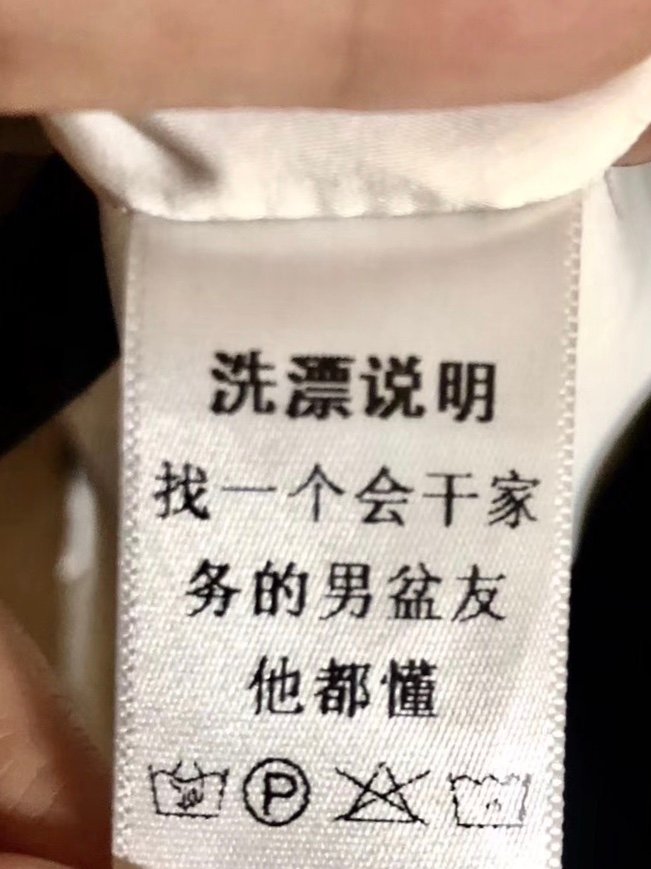 洗漂说明
找一个会干家
务的男盆友
他都懂
P